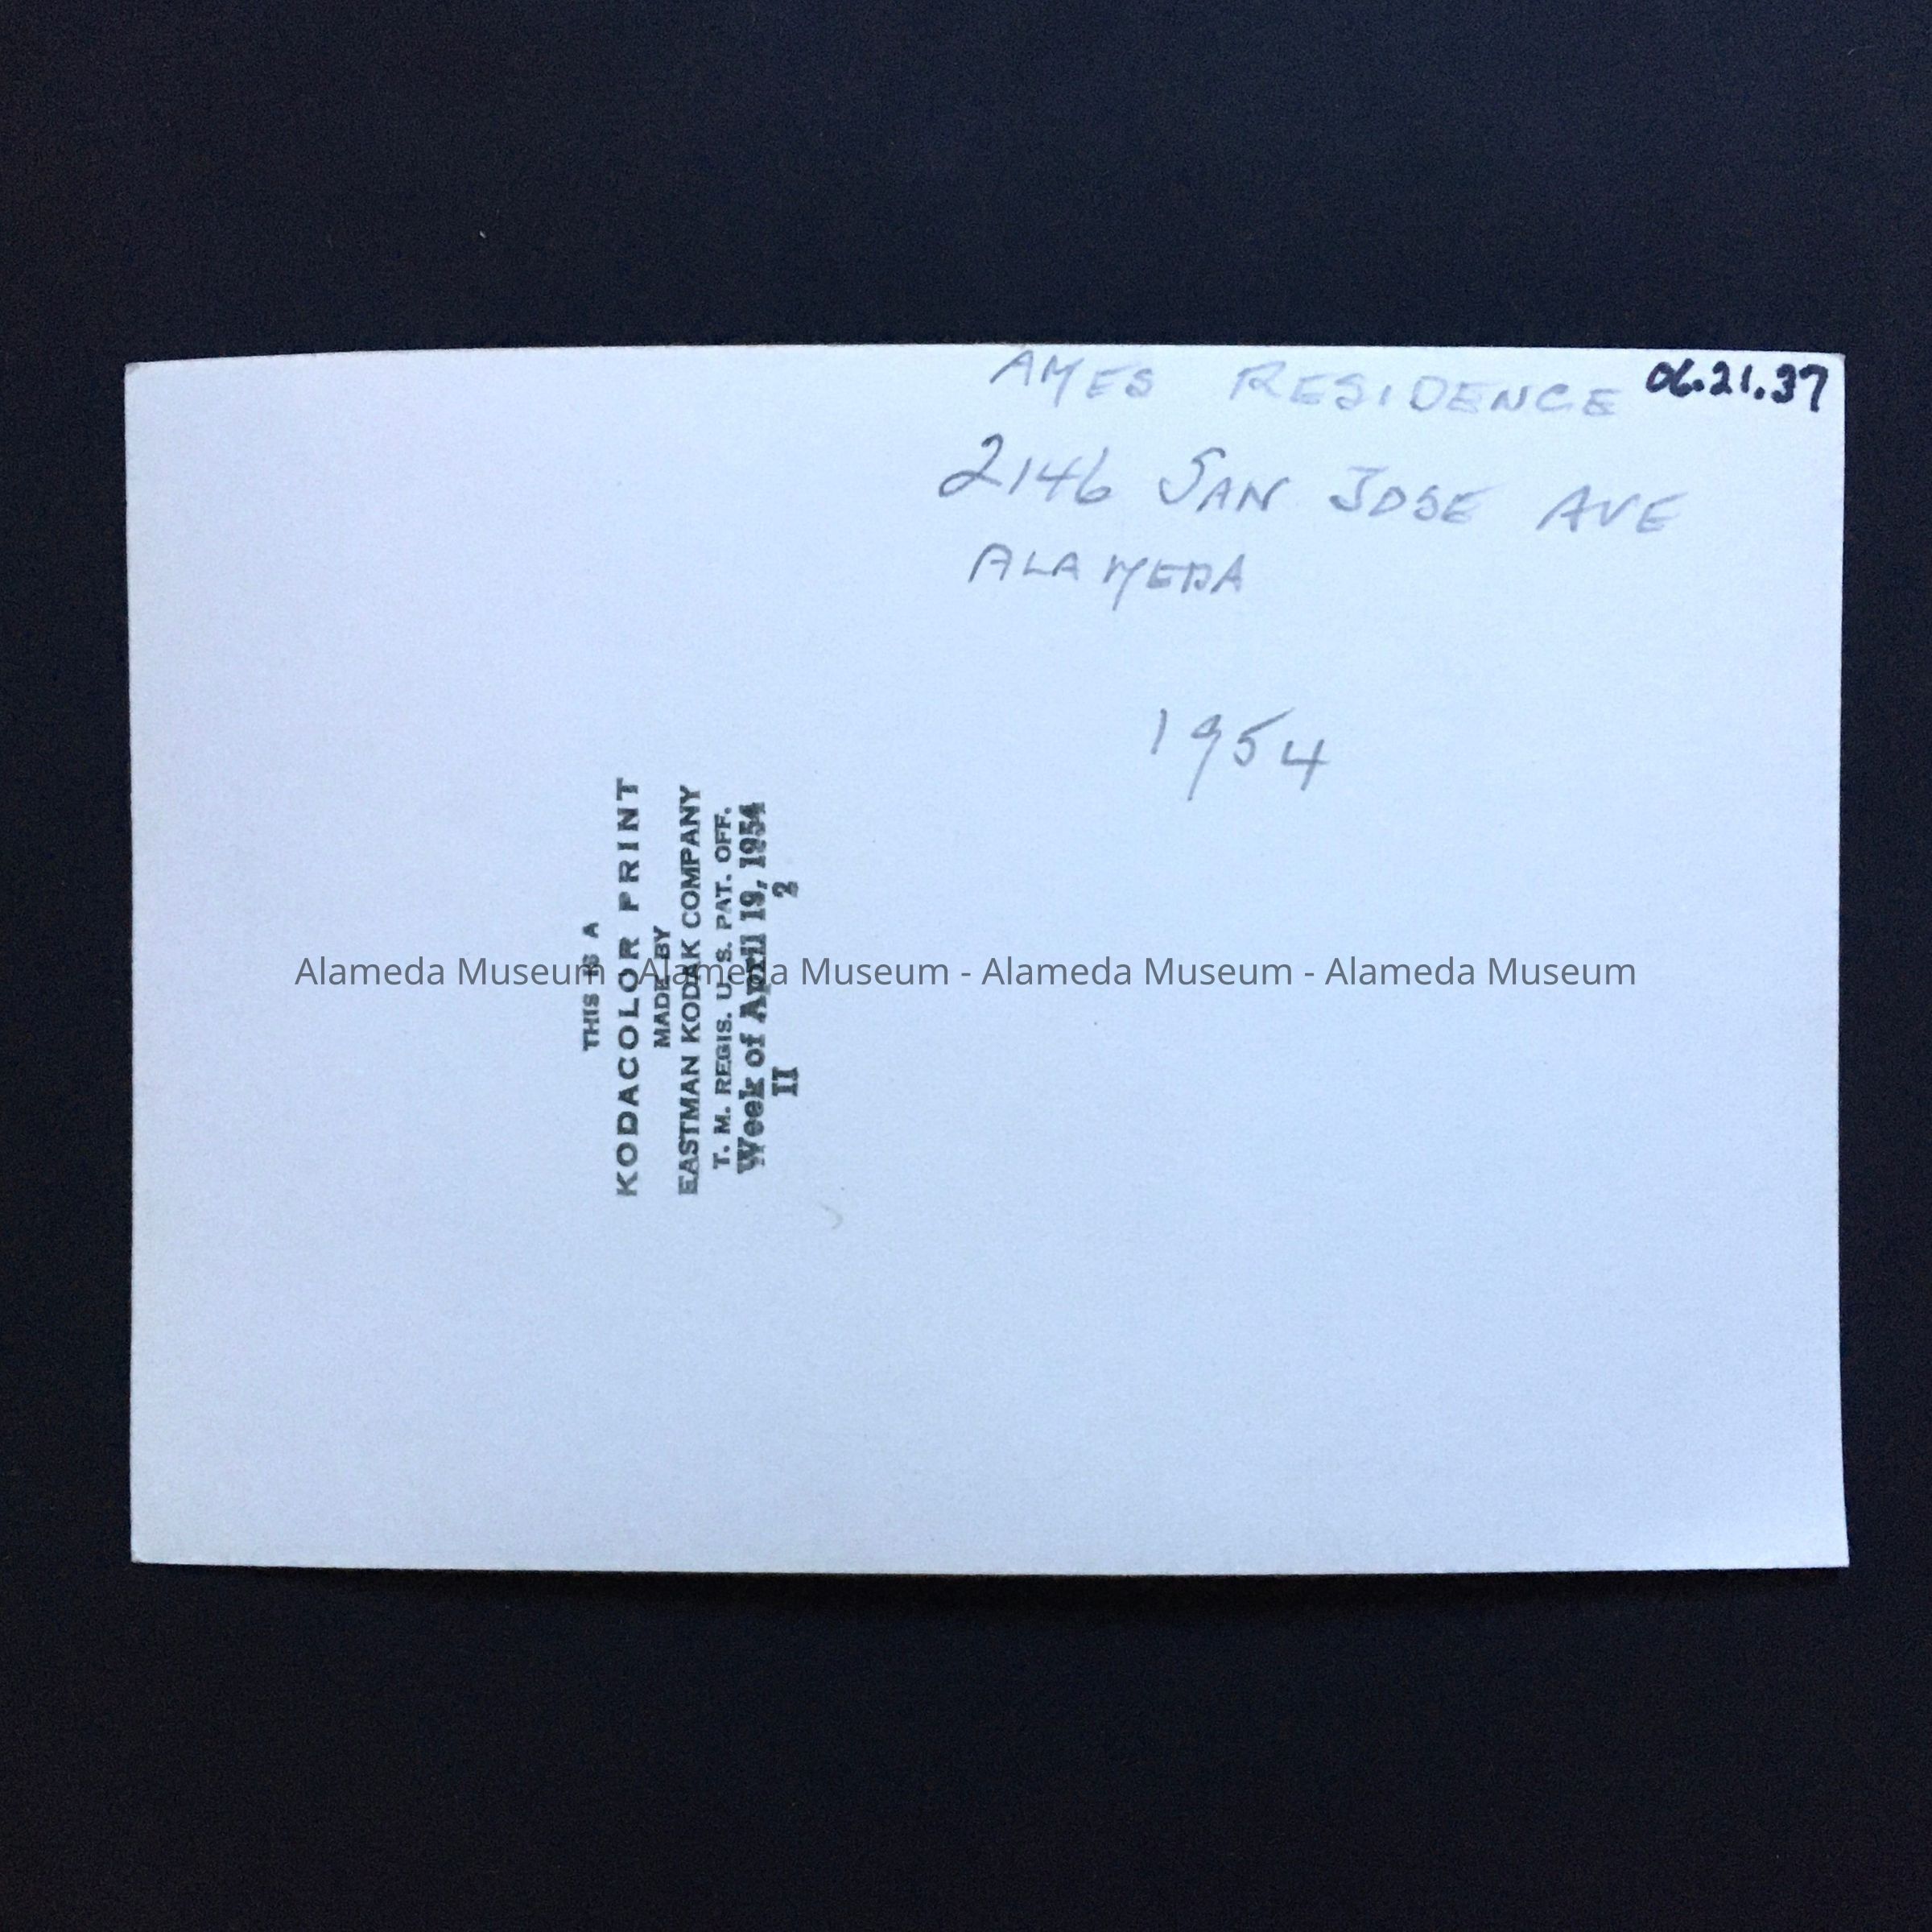 AMES RESIDENCE 06.21.37
2146 SAN JOSE AVE
ALAMEDA
1954
THIS IS A
KODACOLOR PRINT
MADE BY
EASTMAN KODAK COMPANY
T. M. REGIS. U. S. PAT. OFF.
Week of April 19, 1954
II 2
Alameda Museum - Alameda Museum - Alameda Museum - Alameda Museum